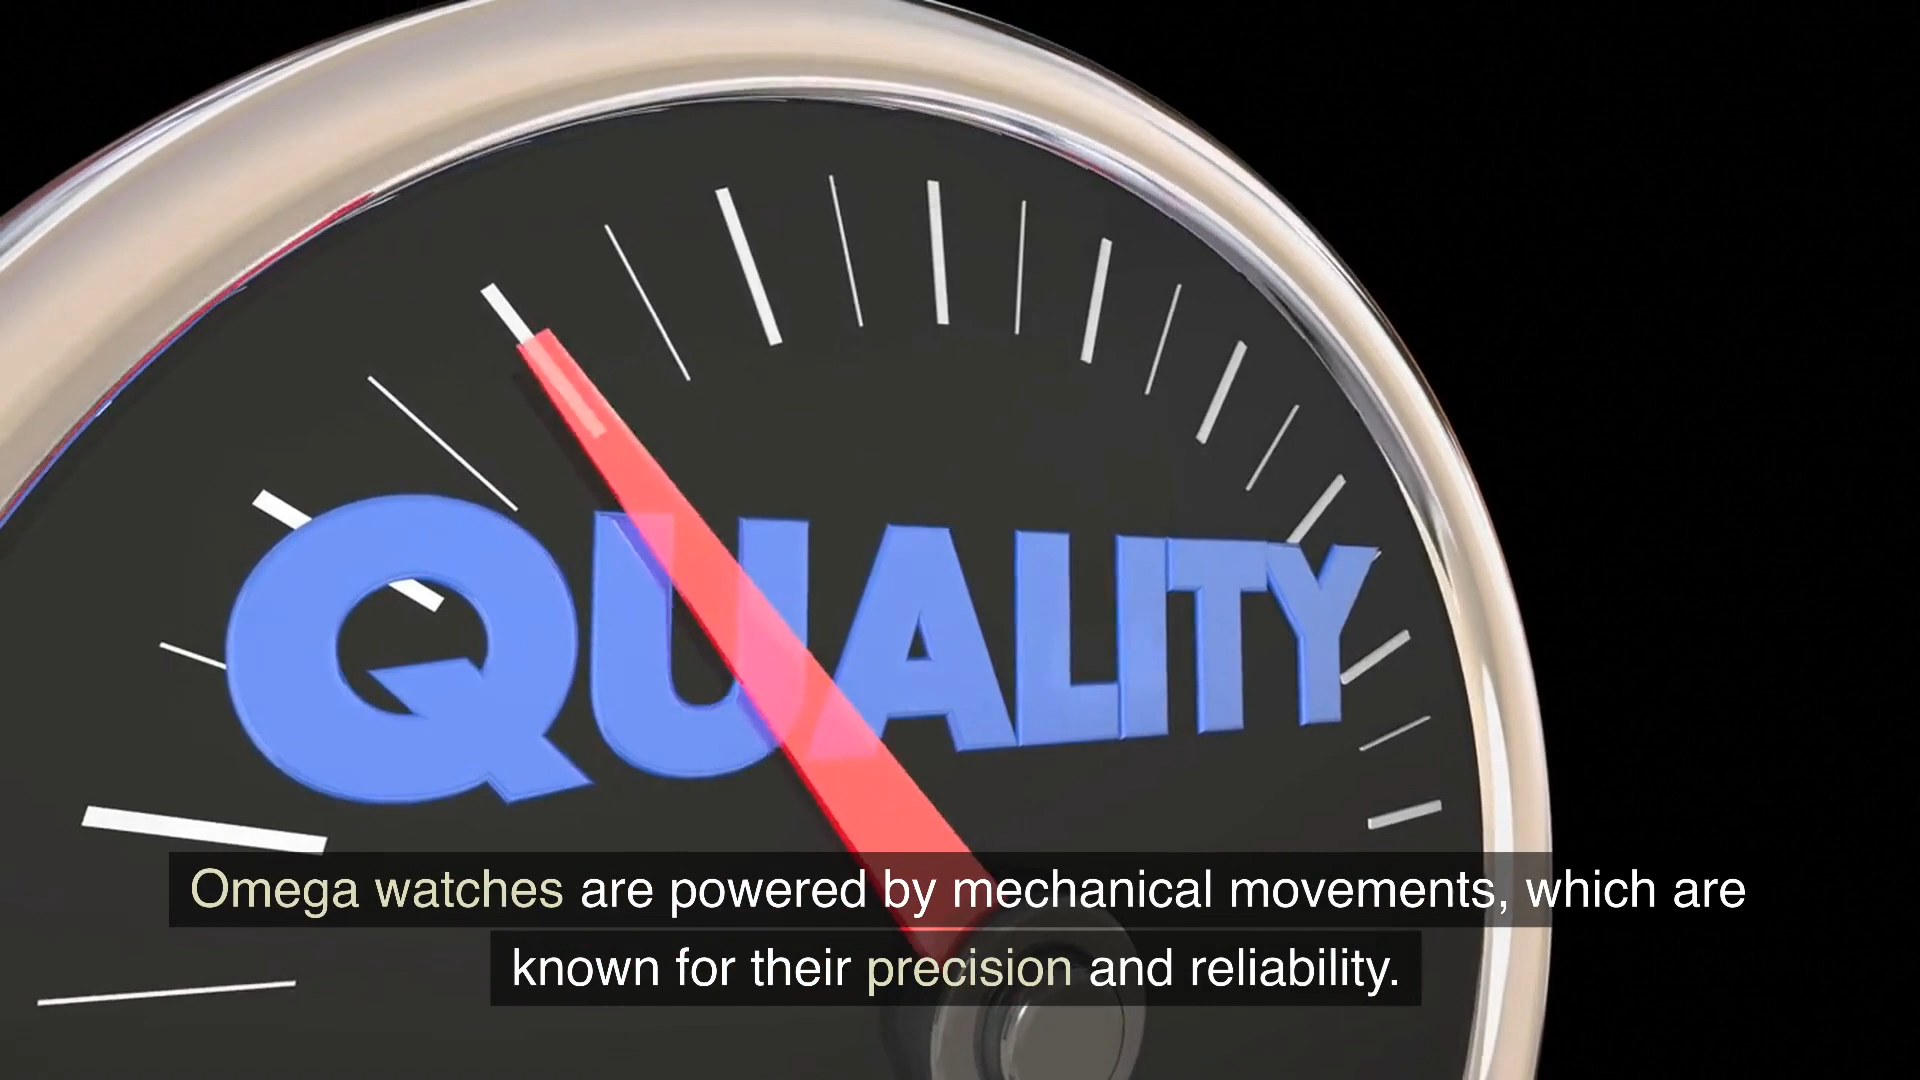 QUALITY
Omega watches are powered by mechanical movements, which are
known for their precision and reliability.